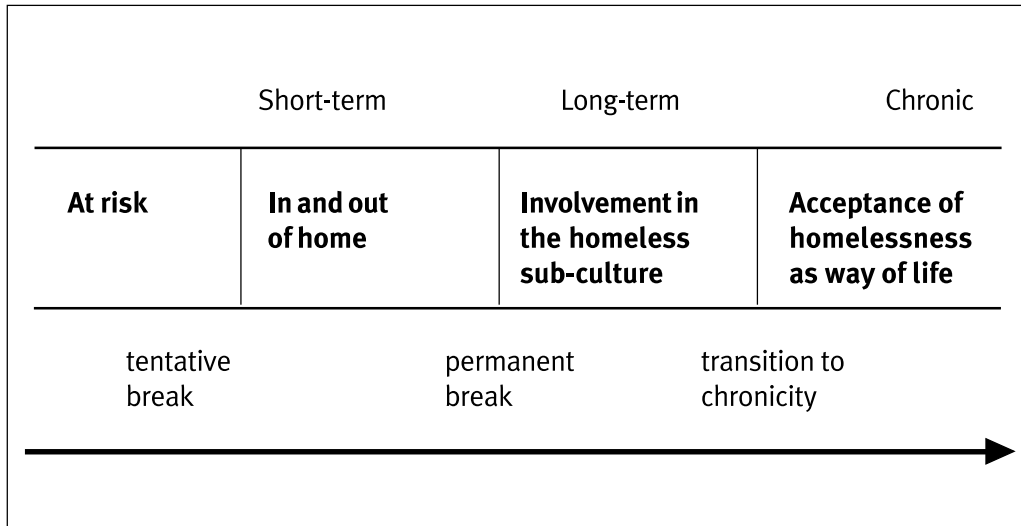 Short-term Long-term Chronic
At risk
In and out
of home
Involvement in
the homeless
sub-culture
Acceptance of
homelessness
as way of life
tentative
break
permanent
break
transition to
chronicity